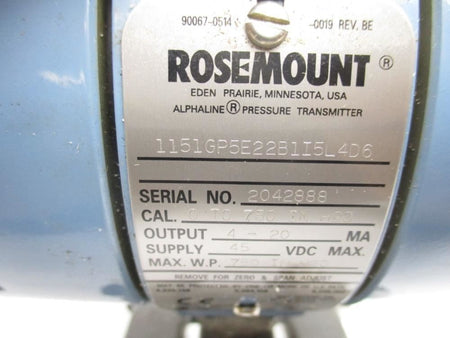 90067-0514 -0019 REV. BE
ROSEMOUNT ®
EDEN PRAIRIE, MINNESOTA, USA
ALPHALINE ® PRESSURE TRANSMITTER
1151GP5E22B1I5L4D6
SERIAL NO. 2042888
CAL.
OUTPUT 4 - 20 MA
SUPPLY 45 VDC MAX.
MAX. W.P.
REMOVE FOR ZERO & SPAN ADJUST